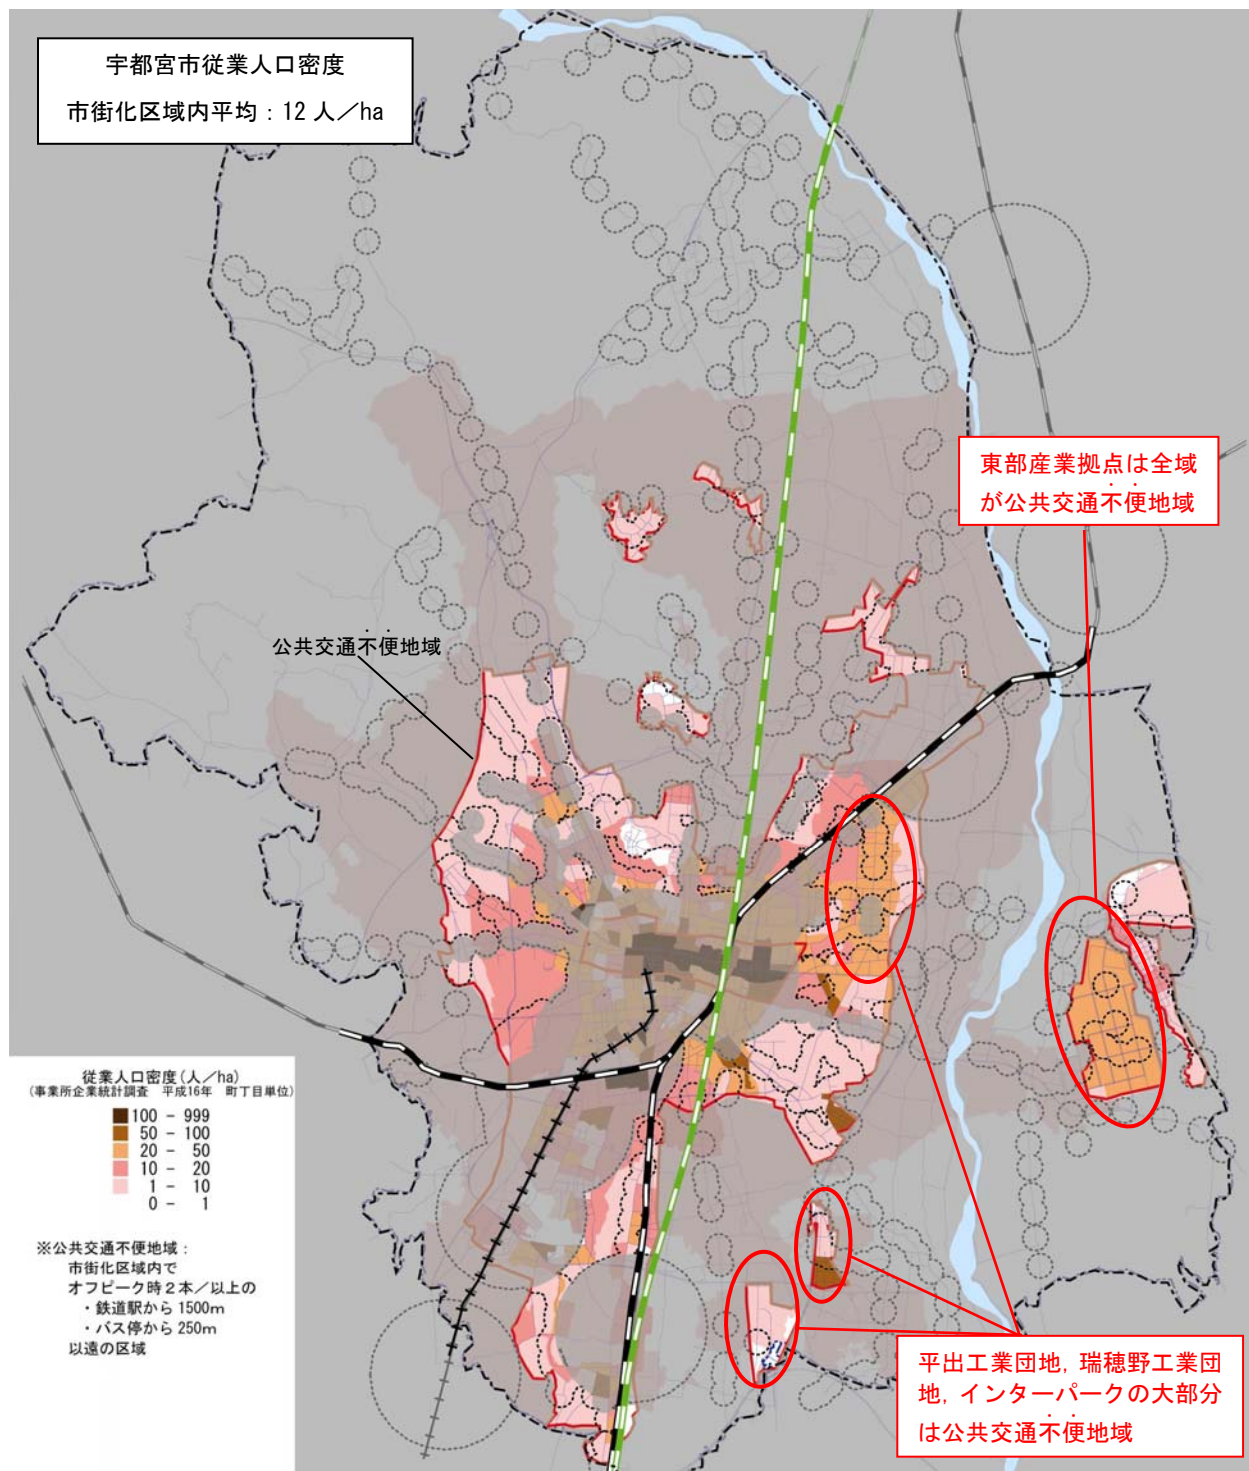 宇都宮市従業人口密度
市街化区域内平均：12 人／ha
東部産業拠点は全域
が公共交通不便地域
公共交通不便地域
従業人口密度(人／ha)
(事業所企業統計調査　平成16年　町丁目単位)
100 － 999
50 － 100
20 － 50
10 － 20
1 － 10
0 － 1
※公共交通不便地域：
市街化区域内で
オフピーク時２本／以上の
・鉄道駅から 1500m
・バス停から 250m
以遠の区域
平出工業団地，瑞穂野工業団
地，インターパークの大部分
は公共交通不便地域